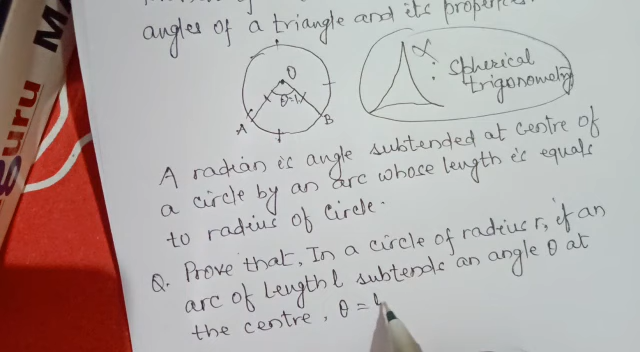 angles of a triangle and its
O
θ=1
A
B
α
: Spherical
trigonometry
A radian is angle subtended at centre of
a circle by an arc whose length is equals
to radius of circle.
Q. Prove that, In a circle of radius r, if an
arc of length l subtends an angle θ at
the centre, θ =
uru